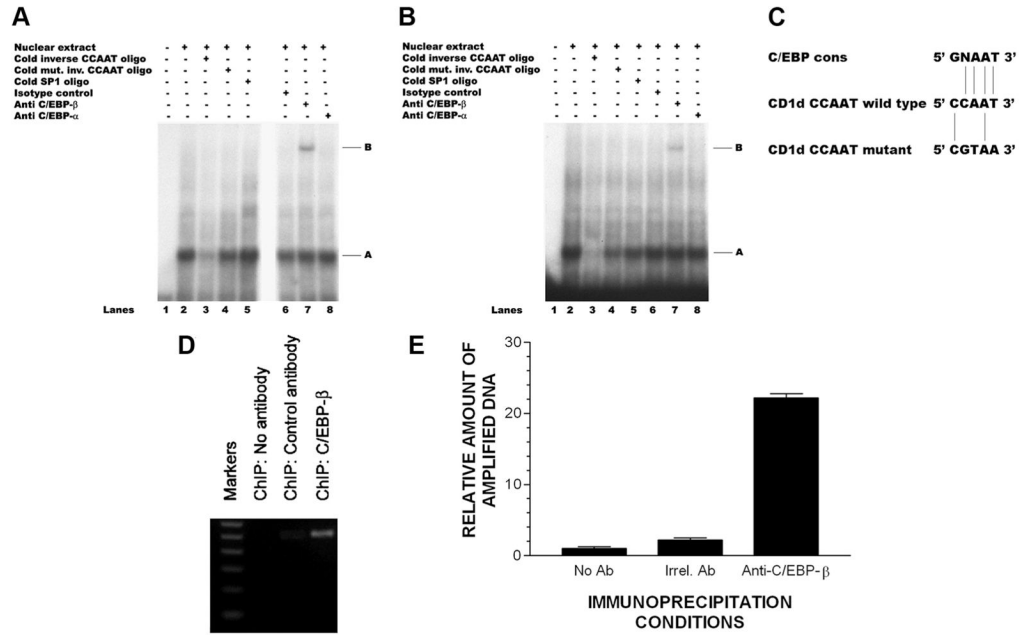 A
Nuclear extract - + + + + + + +
Cold inverse CCAAT oligo - - + - - - - -
Cold mut. inv. CCAAT oligo - - - + - - - -
Cold SP1 oligo - - - - + - - -
Isotype control - - - - - + - -
Anti C/EBP-β - - - - - - + -
Anti C/EBP-α - - - - - - - +
B
A
Lanes 1 2 3 4 5 6 7 8
B
Nuclear extract - + + + + + + +
Cold inverse CCAAT oligo - - + - - - - -
Cold mut. inv. CCAAT oligo - - - + - - - -
Cold SP1 oligo - - - - + - - -
Isotype control - - - - - + - -
Anti C/EBP-β - - - - - - + -
Anti C/EBP-α - - - - - - - +
B
A
Lanes 1 2 3 4 5 6 7 8
C
C/EBP cons 5' GNAAT 3'
CD1d CCAAT wild type 5' CCAAT 3'
CD1d CCAAT mutant 5' CGTAA 3'
D
Markers
ChIP: No antibody
ChIP: Control antibody
ChIP: C/EBP-β
E
RELATIVE AMOUNT OF
AMPLIFIED DNA
30
20
10
0
No Ab Irrel. Ab Anti-C/EBP-β
IMMUNOPRECIPITATION
CONDITIONS